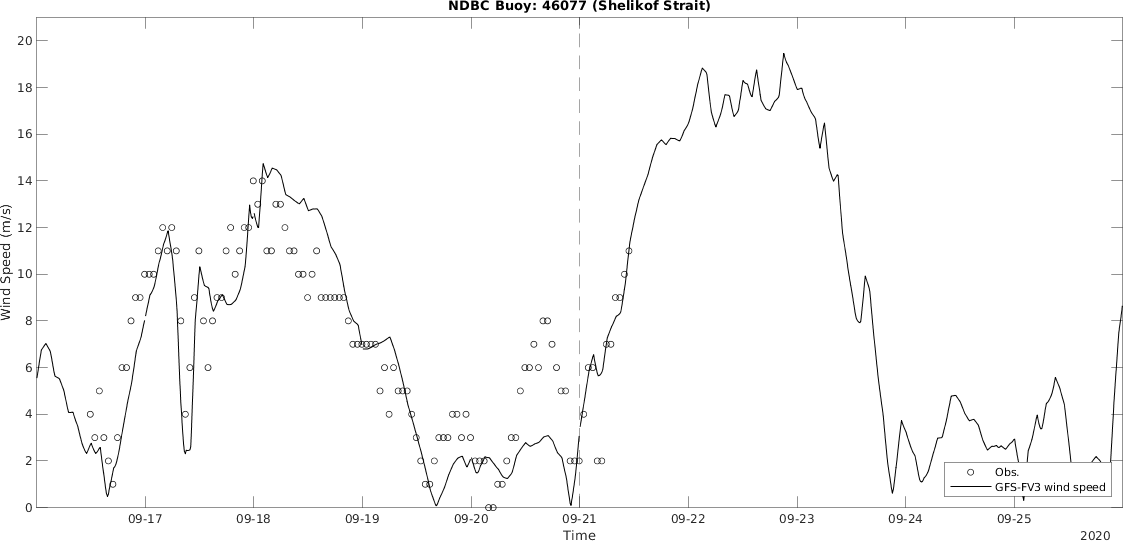 NDBC Buoy: 46077 (Shelikof Strait)
20
18
16
14
12
10
8
6
4
2
0
Wind Speed (m/s)
Obs.
GFS-FV3 wind speed
09-17 09-18 09-19 09-20 09-21 09-22 09-23 09-24 09-25
Time
2020